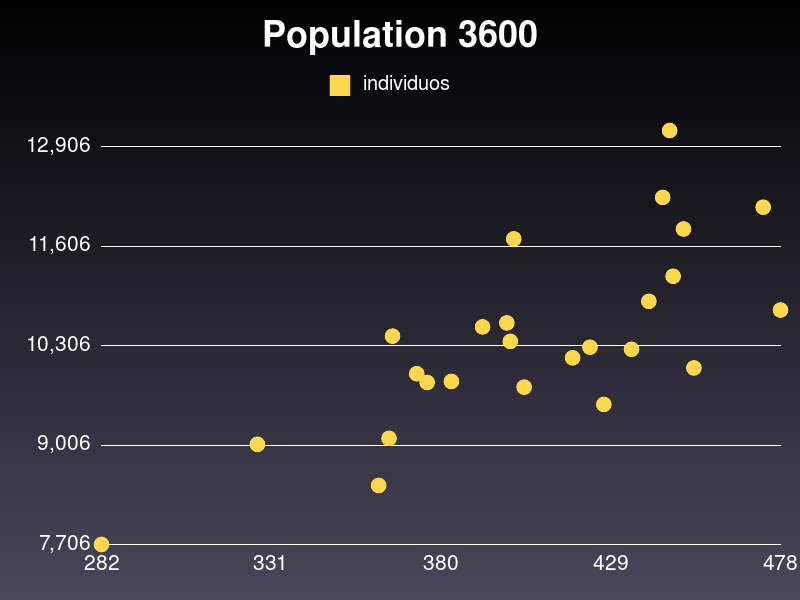 Population 3600
individuos
12,906
11,606
10,306
9,006
7,706
282 331 380 429 478